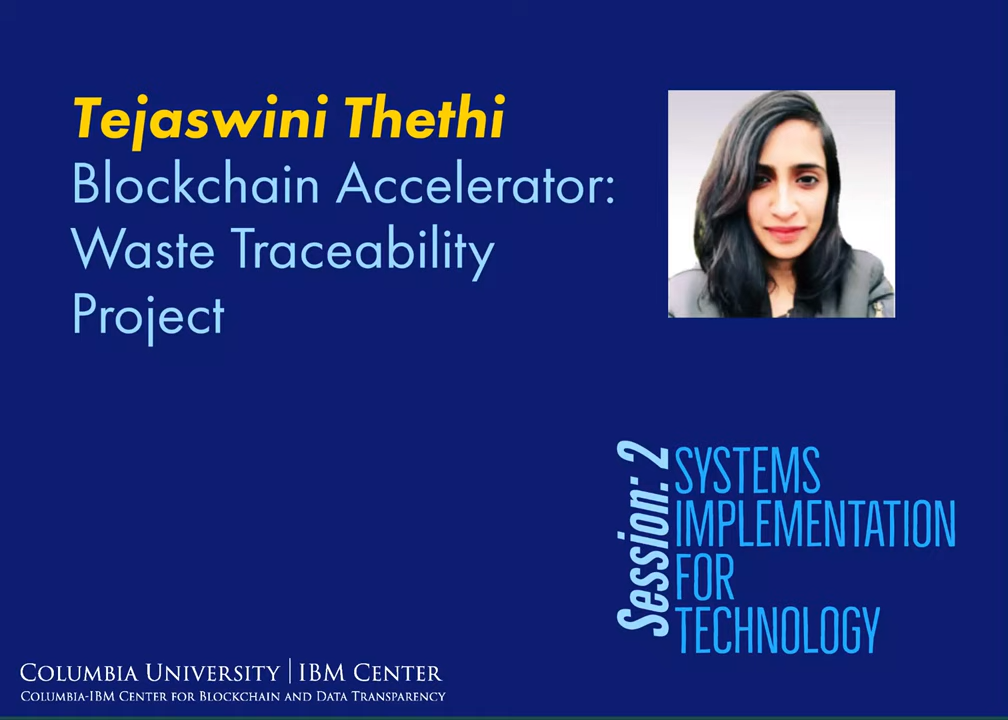 Tejaswini Thethi
Blockchain Accelerator:
Waste Traceability
Project
Session: 2
SYSTEMS
IMPLEMENTATION
FOR
TECHNOLOGY
COLUMBIA UNIVERSITY | IBM CENTER
COLUMBIA-IBM CENTER FOR BLOCKCHAIN AND DATA TRANSPARENCY